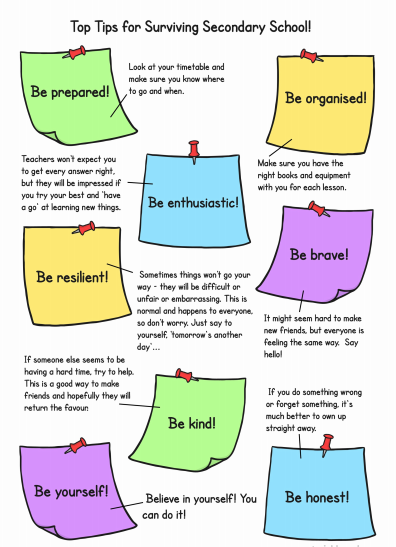 Top Tips for Surviving Secondary School!
Be prepared!
Look at your timetable and
make sure you know where
to go and when.
Be organised!
Make sure you have the
right books and equipment
with you for each lesson.
Teachers won't expect you
to get every answer right,
but they will be impressed if
you try your best and 'have
a go' at learning new things.
Be enthusiastic!
Be brave!
It might seem hard to make
new friends, but everyone is
feeling the same way. Say
hello!
Be resilient!
Sometimes things won't go your
way - they will be difficult or
unfair or embarrassing. This is
normal and happens to everyone,
so don't worry. Just say to
yourself, 'tomorrow's another
day'...
If someone else seems to be
having a hard time, try to help.
This is a good way to make
friends and hopefully they will
return the favour.
Be kind!
If you do something wrong
or forget something, it's
much better to own up
straight away.
Be honest!
Be yourself!
Believe in yourself! You
can do it!